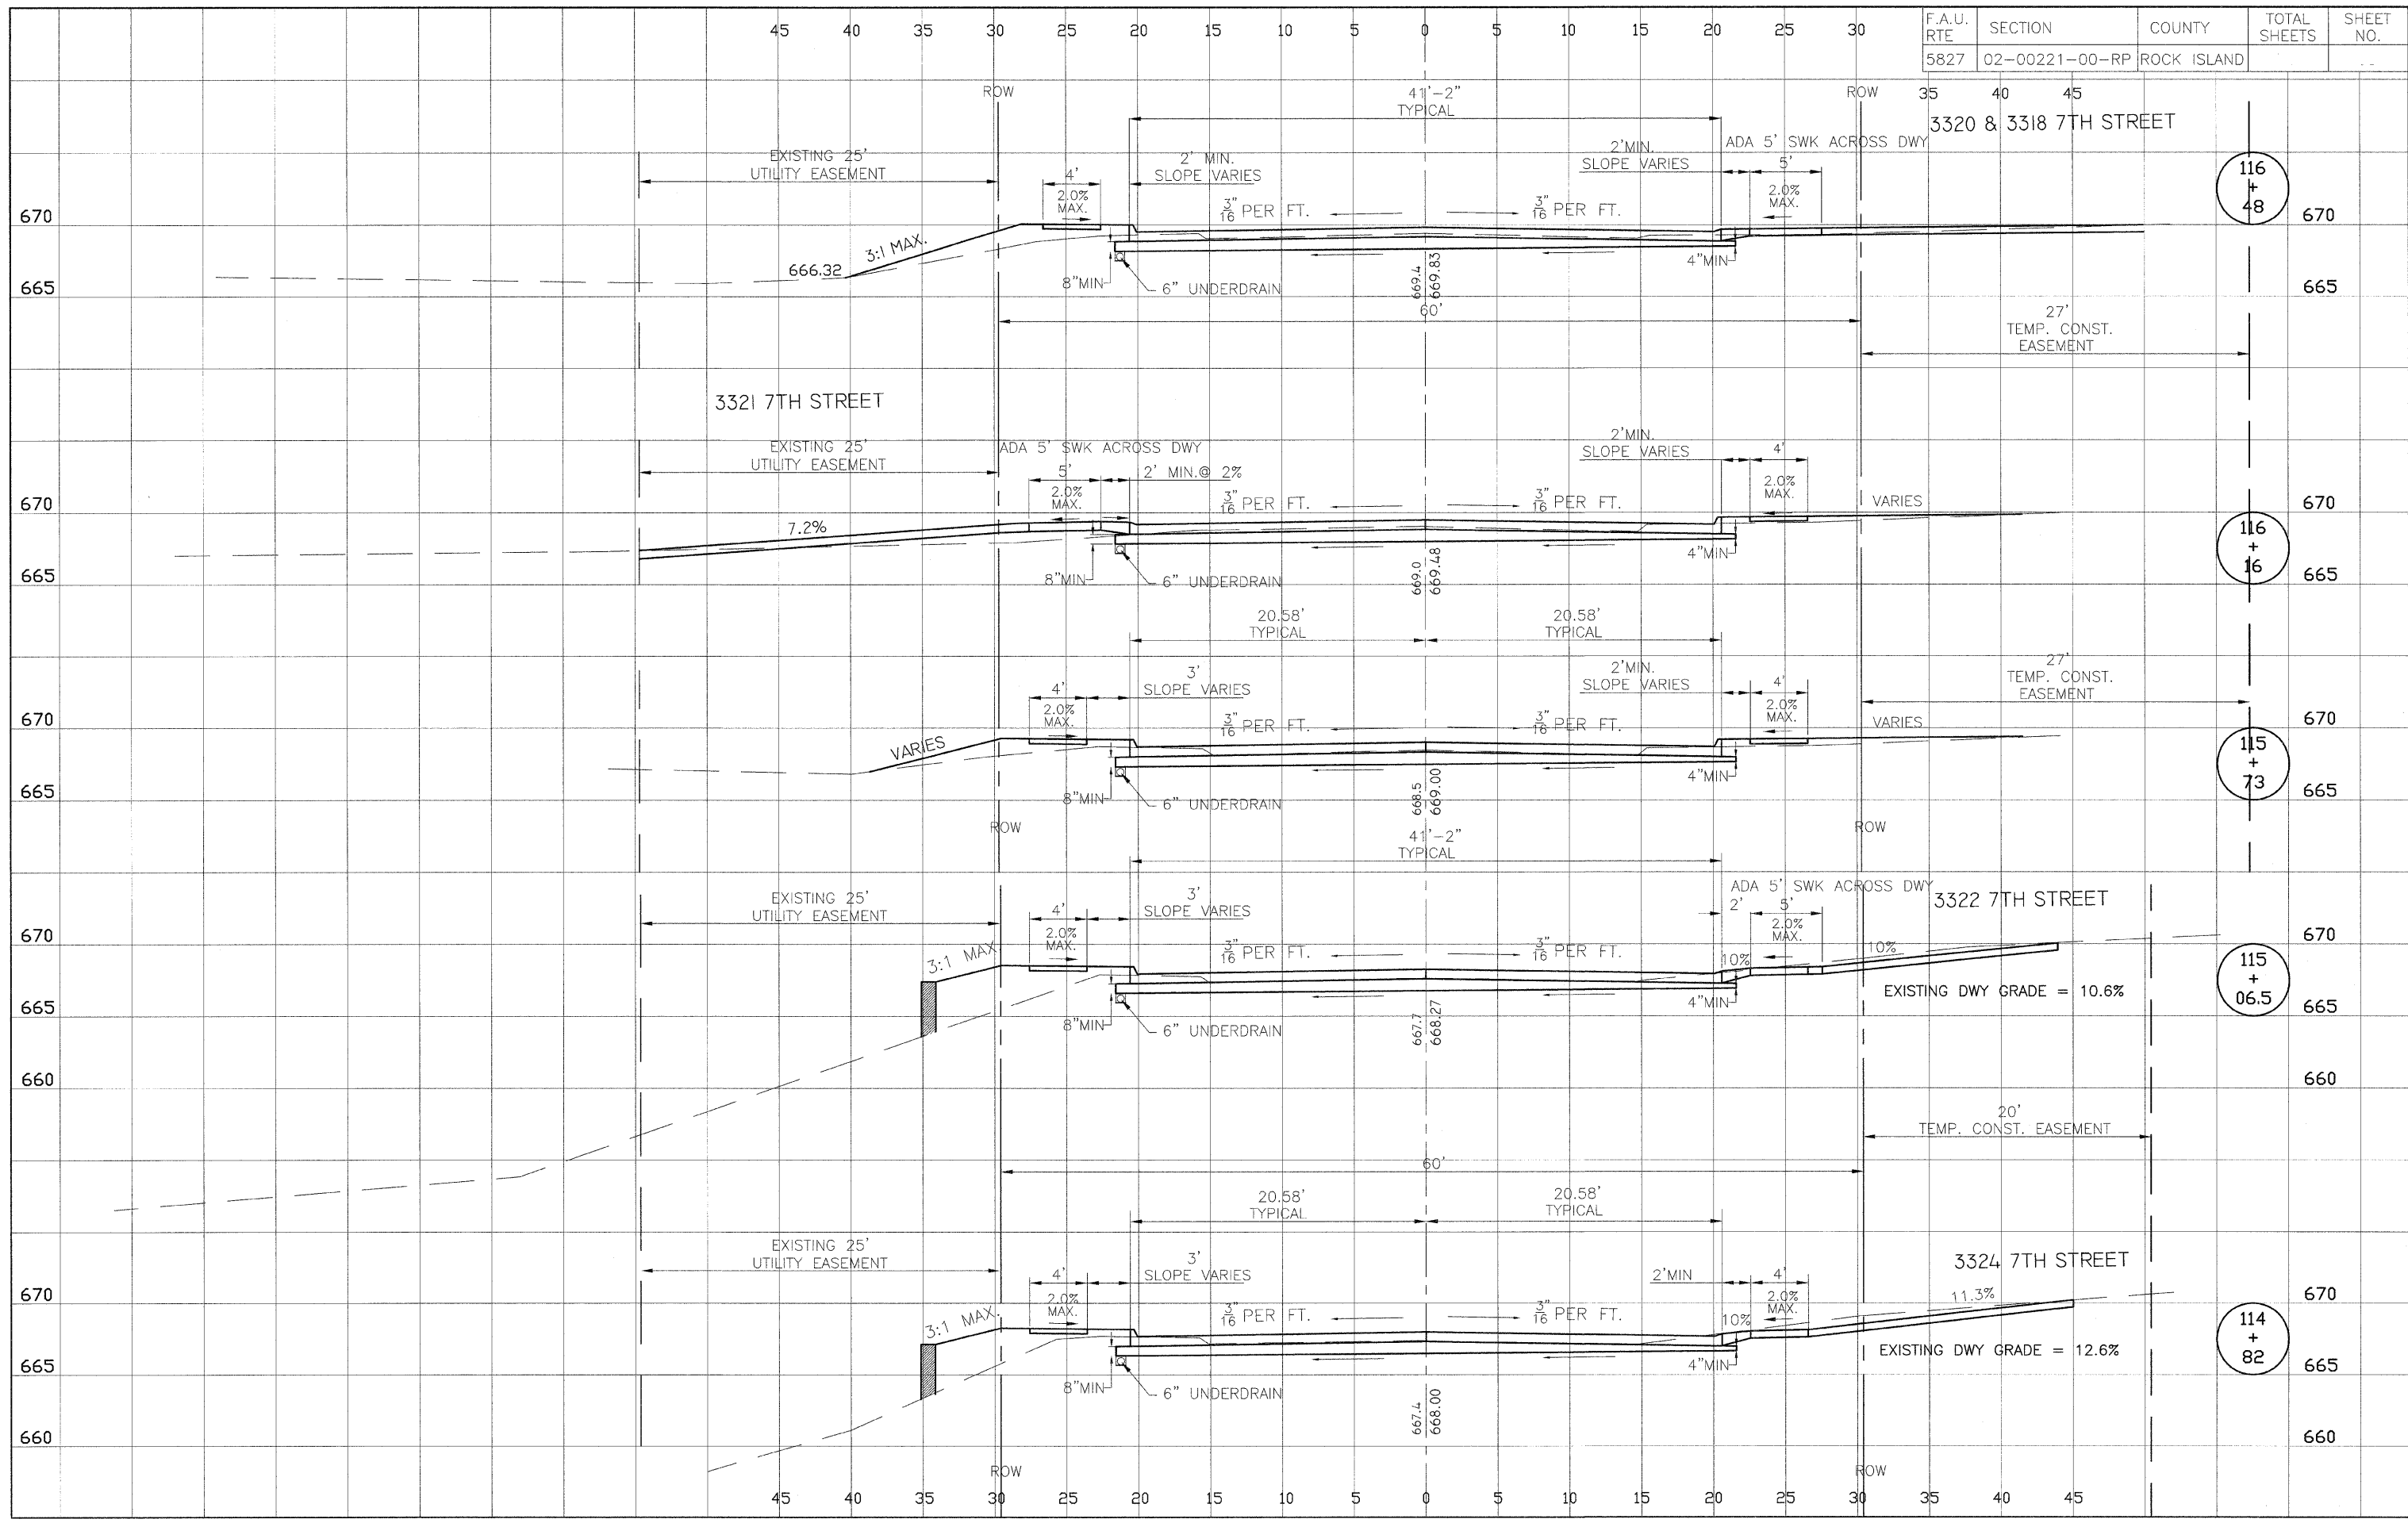 45 40 35 30 25 20 15 10 5 0 5 10 15 20 25 30
F.A.U. RTE SECTION COUNTY TOTAL SHEETS SHEET NO.
5827 02-00221-00-RP ROCK ISLAND
ROW 41'-2" ROW 35 40 45
TYPICAL
3320 & 3318 7TH STREET
EXISTING 25'
UTILITY EASEMENT
4'
2.0%
MAX.
2' MIN.
SLOPE VARIES
2'MIN.
SLOPE VARIES
ADA 5' SWK ACROSS DWY
5'
2.0%
MAX.
116
+
48
670 3/16" PER FT. 3/16" PER FT. 670
3:1 MAX.
666.32
8"MIN
6" UNDERDRAIN
669.4
669.83
4"MIN
665 665
60'
27'
TEMP. CONST.
EASEMENT
3321 7TH STREET
EXISTING 25'
UTILITY EASEMENT
ADA 5' SWK ACROSS DWY
5'
2.0%
MAX.
2' MIN.@ 2%
2'MIN.
SLOPE VARIES
4'
2.0%
MAX.
VARIES
670 3/16" PER FT. 3/16" PER FT. 670
7.2%
116
+
16
8"MIN
6" UNDERDRAIN
669.0
669.48
4"MIN
665 665
20.58'
TYPICAL
20.58'
TYPICAL
4'
2.0%
MAX.
3'
SLOPE VARIES
2'MIN.
SLOPE VARIES
4'
2.0%
MAX.
27'
TEMP. CONST.
EASEMENT
670 3/16" PER FT. 3/16" PER FT. VARIES 670
VARIES
115
+
73
8"MIN
6" UNDERDRAIN
668.5
669.00
4"MIN
665 665
ROW ROW
41'-2"
TYPICAL
EXISTING 25'
UTILITY EASEMENT
4'
2.0%
MAX.
3'
SLOPE VARIES
ADA 5' SWK ACROSS DWY
2' 5'
2.0%
MAX.
3322 7TH STREET
670 3/16" PER FT. 3/16" PER FT. 670
3:1 MAX
10%
10%
115
+
06.5
EXISTING DWY GRADE = 10.6%
8"MIN
6" UNDERDRAIN
667.7
668.27
4"MIN
665 665
660 660
20'
TEMP. CONST. EASEMENT
60'
20.58'
TYPICAL
20.58'
TYPICAL
EXISTING 25'
UTILITY EASEMENT
4'
2.0%
MAX.
3'
SLOPE VARIES
2'MIN
4'
2.0%
MAX.
3324 7TH STREET
670 3/16" PER FT. 3/16" PER FT. 670
3:1 MAX.
10%
11.3%
114
+
82
EXISTING DWY GRADE = 12.6%
8"MIN
6" UNDERDRAIN
667.4
668.00
4"MIN
665 665
660 660
ROW ROW
45 40 35 30 25 20 15 10 5 0 5 10 15 20 25 30 35 40 45